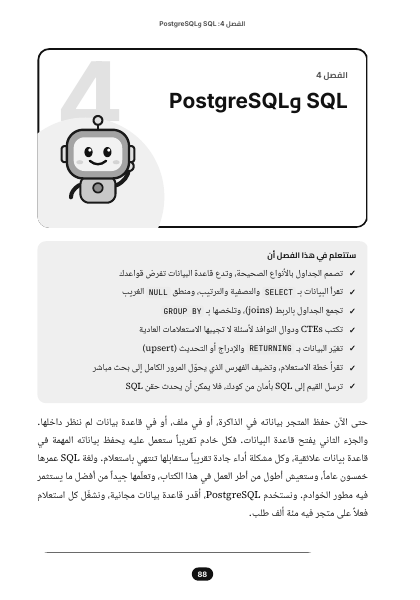 الفصل 4: SQL وPostgreSQL
4
الفصل 4
SQL وPostgreSQL
ستتعلم في هذا الفصل أن
✓ تصمم الجداول بالأنواع الصحيحة، وتدع قاعدة البيانات تفرض قواعدك
✓ تقرأ البيانات بـ SELECT والتصفية والترتيب، ومنطق NULL الغريب
✓ تجمع الجداول بالربط (joins)، وتلخصها بـ GROUP BY
✓ تكتب CTEs ودوال النوافذ لأسئلة لا تجيبها الاستعلامات العادية
✓ تغيّر البيانات بـ RETURNING والإدراج أو التحديث (upsert)
✓ تقرأ خطة الاستعلام، وتضيف الفهرس الذي يحوّل المرور الكامل إلى بحث مباشر
✓ ترسل القيم إلى SQL بأمان من كودك، فلا يمكن أن يحدث حقن SQL
حتى الآن حفظ المتجر بياناته في الذاكرة، أو في ملف، أو في قاعدة بيانات لم ننظر داخلها.
والجزء الثاني يفتح قاعدة البيانات. فكل خادم تقريباً ستعمل عليه يحفظ بياناته المهمة في
قاعدة بيانات علائقية، وكل مشكلة أداء جادة تقريباً ستقابلها تنتهي باستعلام. ولغة SQL عمرها
خمسون عاماً، وستعيش أطول من أطر العمل في هذا الكتاب، وتعلّمها جيداً من أفضل ما يستثمر
فيه مطور الخوادم. ونستخدم PostgreSQL، أقدر قاعدة بيانات مجانية، ونشغّل كل استعلام
فعلاً على متجر فيه مئة ألف طلب.
88